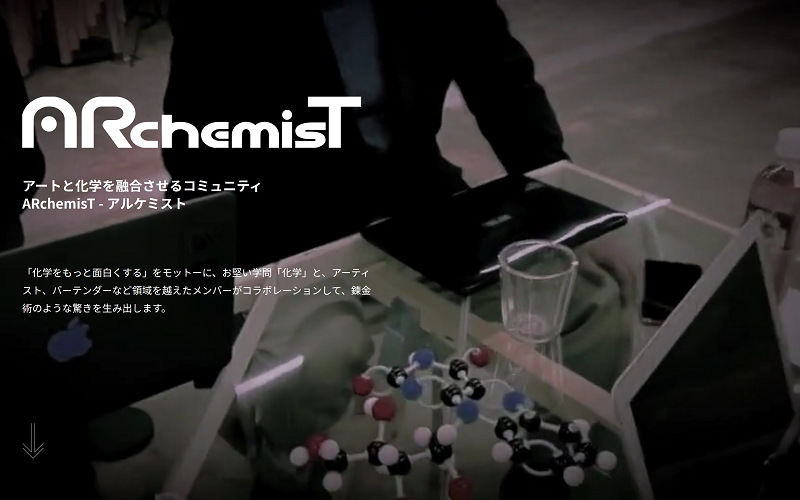 ARchemisT
アートと化学を融合させるコミュニティ
ARchemisT - アルケミスト
「化学をもっと面白くする」をモットーに、お堅い学問「化学」と、アーティ
スト、バーテンダーなど領域を越えたメンバーがコラボレーションして、錬金
術のような驚きを生み出します。